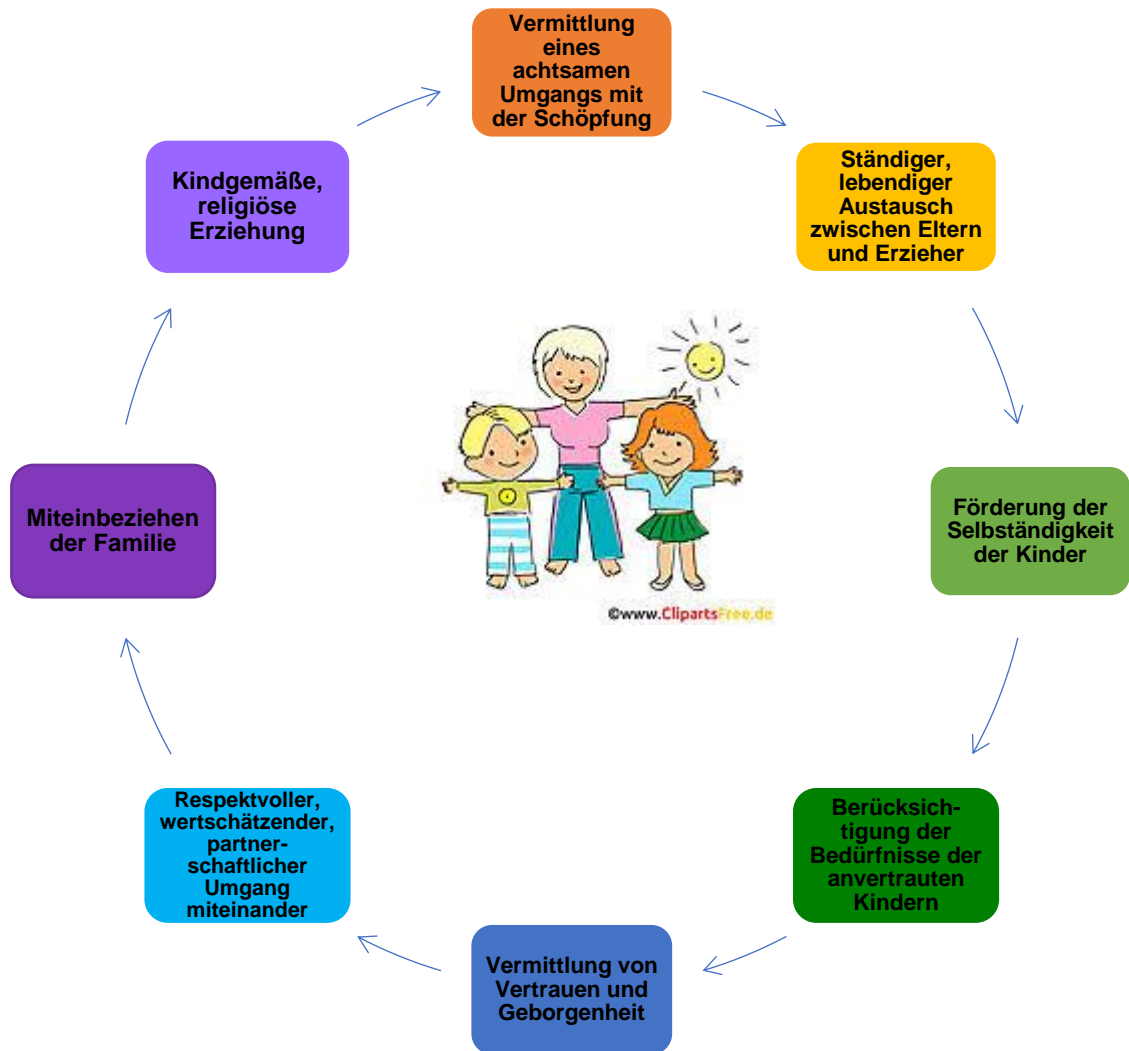 Vermittlung
eines
achtsamen
Umgangs mit
der Schöpfung
Ständiger,
lebendiger
Austausch
zwischen Eltern
und Erzieher
Förderung der
Selbständigkeit
der Kinder
Berücksich-
tigung der
Bedürfnisse der
anvertrauten
Kindern
Vermittlung von
Vertrauen und
Geborgenheit
Respektvoller,
wertschätzender,
partner-
schaftlicher
Umgang
miteinander
Miteinbeziehen
der Familie
Kindgemäße,
religiöse
Erziehung
©www.ClipartsFree.de